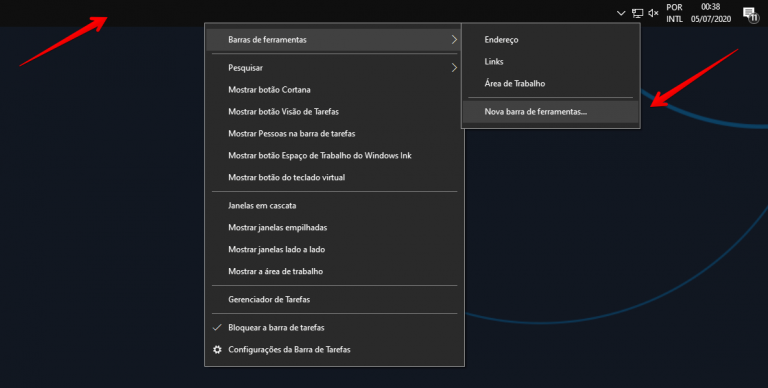 POR 00:38
INTL 05/07/2020 11
Barras de ferramentas
Endereço
Links
Área de Trabalho
Nova barra de ferramentas...
Pesquisar
Mostrar botão Cortana
Mostrar botão Visão de Tarefas
Mostrar Pessoas na barra de tarefas
Mostrar botão Espaço de Trabalho do Windows Ink
Mostrar botão do teclado virtual
Janelas em cascata
Mostrar janelas empilhadas
Mostrar janelas lado a lado
Mostrar a área de trabalho
Gerenciador de Tarefas
Bloquear a barra de tarefas
Configurações da Barra de Tarefas